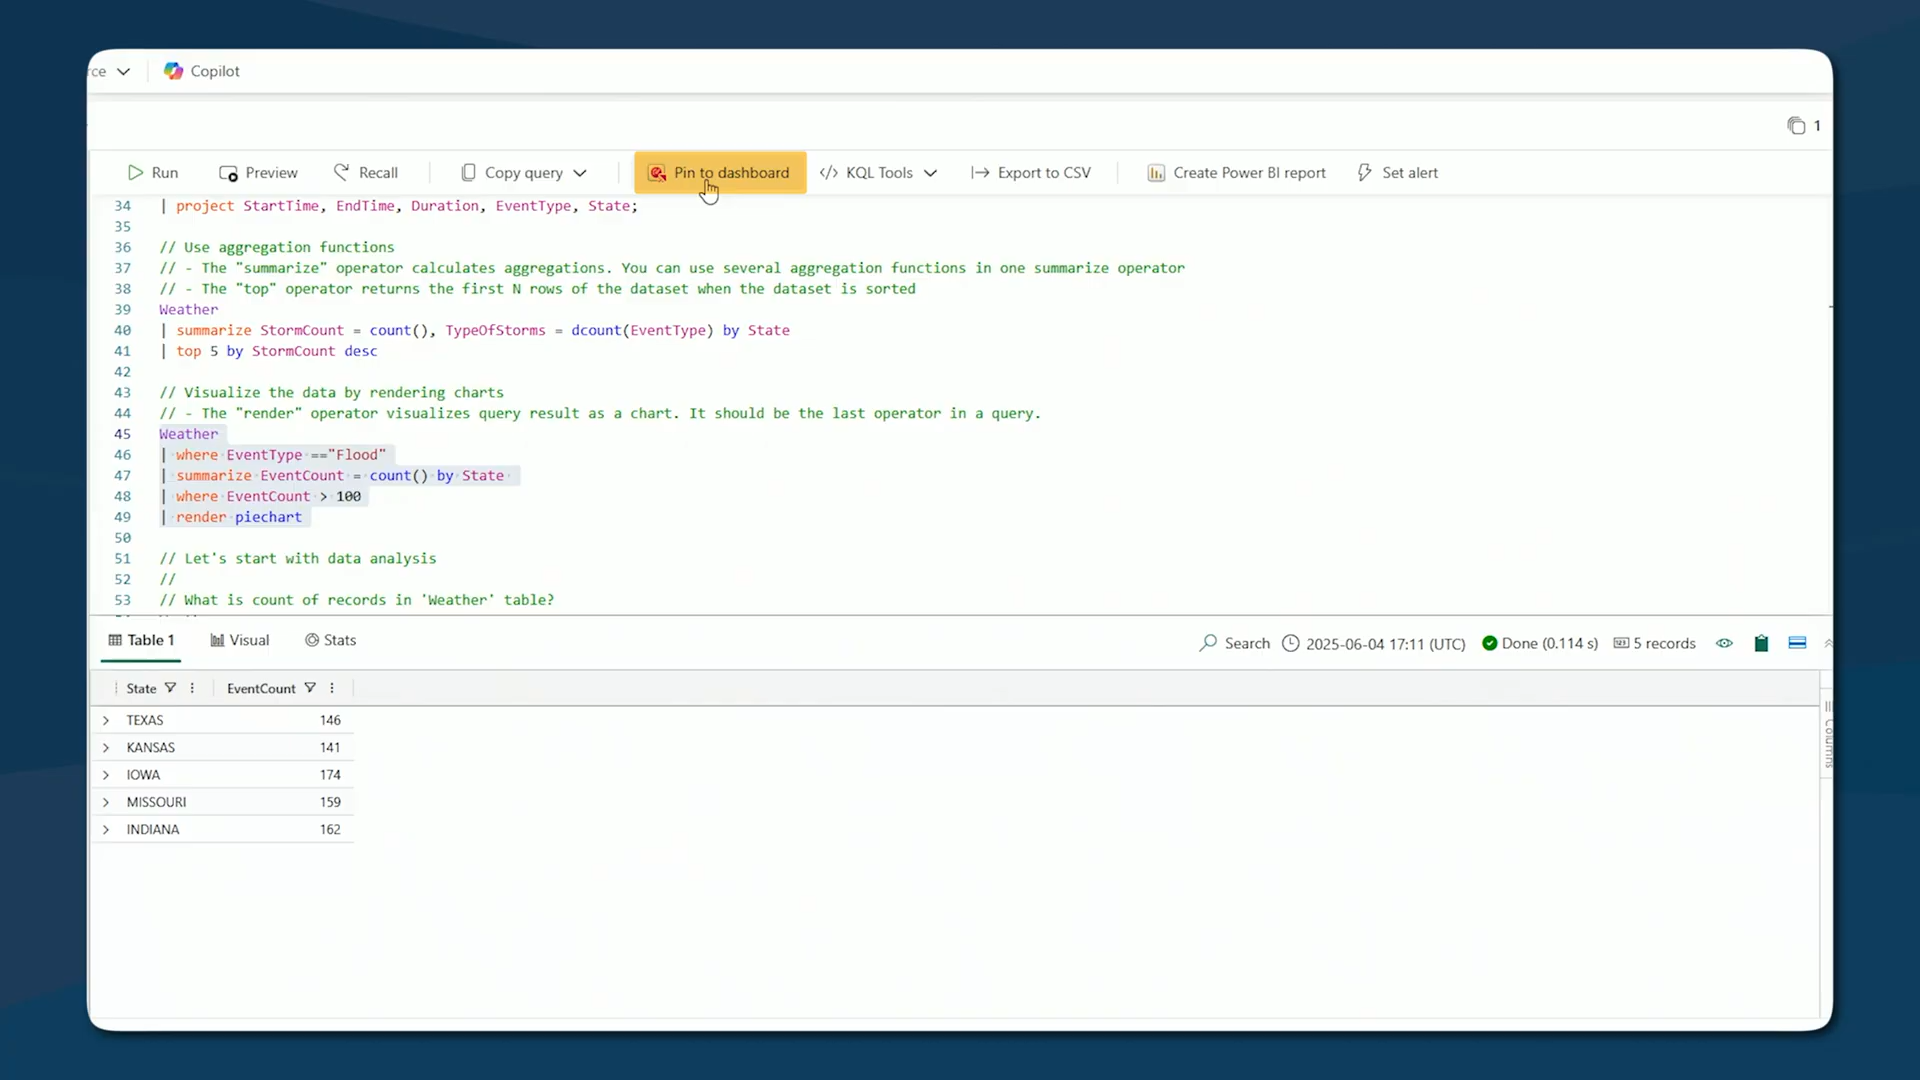 rce Copilot
1
Run Preview Recall Copy query Pin to dashboard </> KQL Tools Export to CSV Create Power BI report Set alert
34 | project StartTime, EndTime, Duration, EventType, State;
35
36 // Use aggregation functions
37 // - The "summarize" operator calculates aggregations. You can use several aggregation functions in one summarize operator
38 // - The "top" operator returns the first N rows of the dataset when the dataset is sorted
39 Weather
40 | summarize StormCount = count(), TypeOfStorms = dcount(EventType) by State
41 | top 5 by StormCount desc
42
43 // Visualize the data by rendering charts
44 // - The "render" operator visualizes query result as a chart. It should be the last operator in a query.
45 Weather
46 | where EventType =="Flood"
47 | summarize EventCount = count() by State
48 | where EventCount > 100
49 | render piechart
50
51 // Let's start with data analysis
52 //
53 // What is count of records in 'Weather' table?
Table 1 Visual Stats Search 2025-06-04 17:11 (UTC) Done (0.114 s) 5 records
State EventCount
Columns
TEXAS 146
KANSAS 141
IOWA 174
MISSOURI 159
INDIANA 162